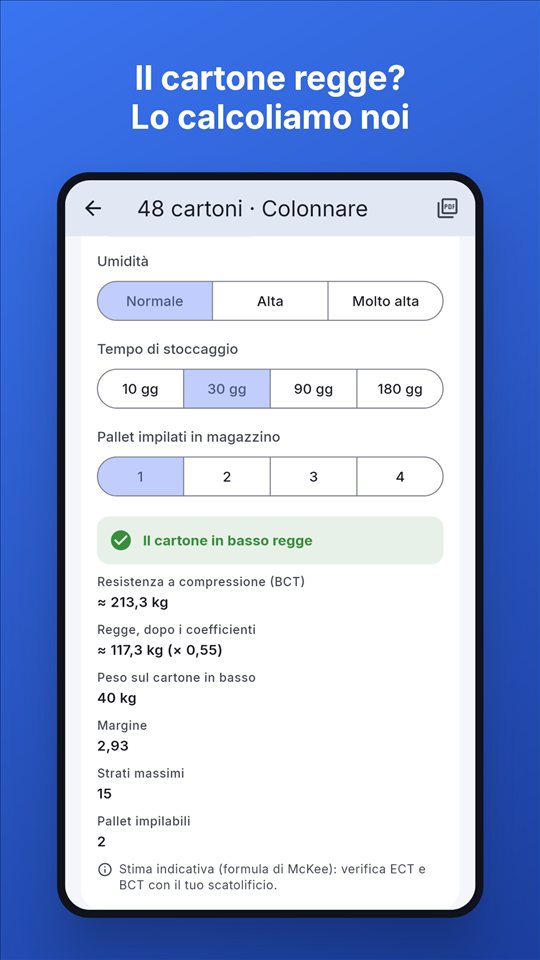 Il cartone regge?
Lo calcoliamo noi
48 cartoni · Colonnare
PDF
Umidità
Normale
Alta
Molto alta
Tempo di stoccaggio
10 gg
30 gg
90 gg
180 gg
Pallet impilati in magazzino
1
2
3
4
Il cartone in basso regge
Resistenza a compressione (BCT)
≈ 213,3 kg
Regge, dopo i coefficienti
≈ 117,3 kg (× 0,55)
Peso sul cartone in basso
40 kg
Margine
2,93
Strati massimi
15
Pallet impilabili
2
Stima indicativa (formula di McKee): verifica ECT e
BCT con il tuo scatolificio.